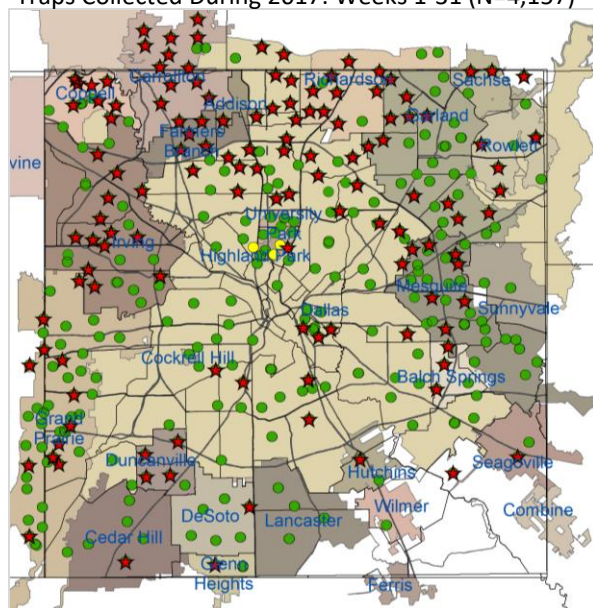 Traps Collected During 2017: Weeks 1-31 (N=4,137)
Carrollton
Coppell
Richardson
Sachse
Addison
Garland
Farmers
Branch
Rowlett
vine
University
Park
Irving
Highland Park
Mesquite
Sunnyvale
Dallas
Cockrell Hill
Balch Springs
Grand
Prairie
Duncanville
Hutchins
Seagoville
DeSoto
Lancaster
Wilmer
Combine
Cedar Hill
Glenn
Heights
Ferris